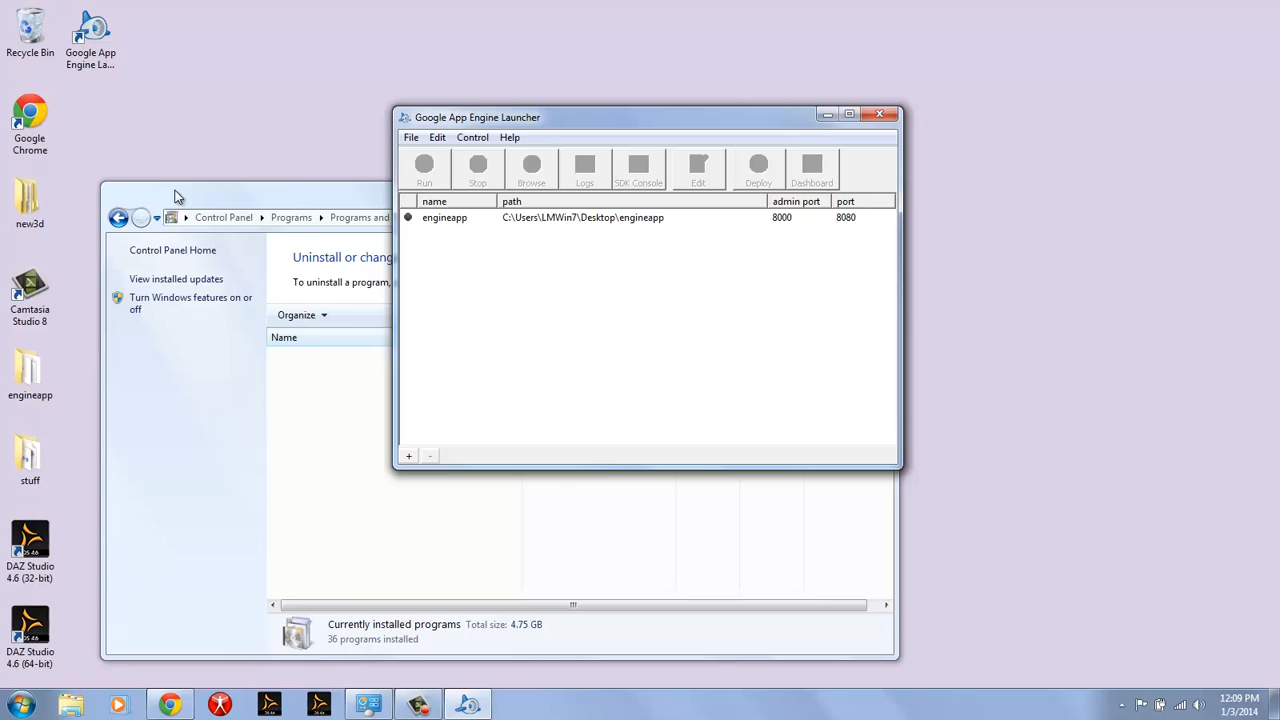 Recycle Bin
Google App
Engine La...
Google
Chrome
new3d
Camtasia
Studio 8
engineapp
stuff
OS 46
DAZ Studio
4.6 (32-bit)
OS 46
DAZ Studio
4.6 (64-bit)
Control Panel
Programs
Programs and
Control Panel Home
View installed updates
Turn Windows features on or
off
Uninstall or chang
To uninstall a program,
Organize
Name
Currently installed programs Total size: 4.75 GB
36 programs installed
Google App Engine Launcher
File Edit Control Help
Run Stop Browse Logs SDK Console Edit Deploy Dashboard
name path admin port port
engineapp C:\Users\LMWin7\Desktop\engineapp 8000 8080
+ -
12:09 PM
1/3/2014